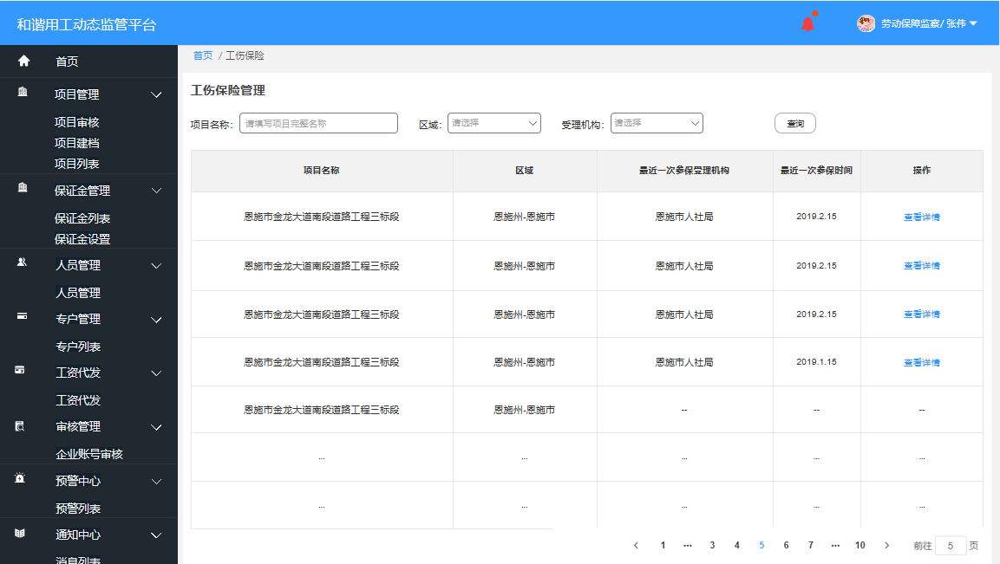 和谐用工动态监管平台
劳动保障监察/ 张伟
首页
项目管理
项目审核
项目建档
项目列表
保证金管理
保证金列表
保证金设置
人员管理
人员管理
专户管理
专户列表
工资代发
工资代发
审核管理
企业账号审核
预警中心
预警列表
通知中心
消息列表
首页 / 工伤保险
工伤保险管理
项目名称: 请填写项目完整名称 区域: 请选择 受理机构: 请选择 查询
项目名称 区域 最近一次参保受理机构 最近一次参保时间 操作
恩施市金龙大道南段道路工程三标段 恩施州-恩施市 恩施市人社局 2019.2.15 查看详情
恩施市金龙大道南段道路工程三标段 恩施州-恩施市 恩施市人社局 2019.2.15 查看详情
恩施市金龙大道南段道路工程三标段 恩施州-恩施市 恩施市人社局 2019.2.15 查看详情
恩施市金龙大道南段道路工程三标段 恩施州-恩施市 恩施市人社局 2019.1.15 查看详情
恩施市金龙大道南段道路工程三标段 恩施州-恩施市 -- -- --
... ... ... ... ...
... ... ... ... ...
< 1 ... 3 4 5 6 7 ... 10 > 前往 5 页